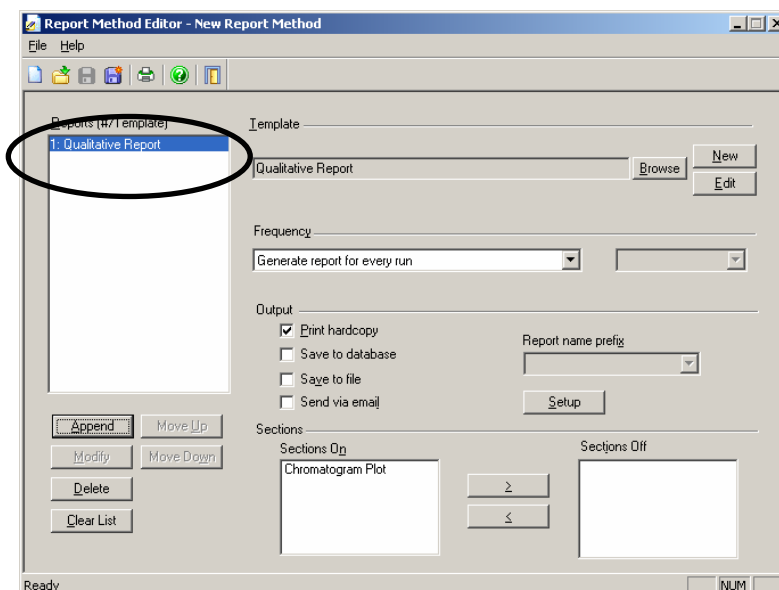 Report Method Editor - New Report Method
File Help
Reports (#/Template)
1: Qualitative Report
Append Move Up
Modify Move Down
Delete
Clear List
Template
Qualitative Report Browse New
Edit
Frequency
Generate report for every run
Output
Print hardcopy
Save to database
Save to file
Send via email
Report name prefix
Setup
Sections
Sections On
Chromatogram Plot
>
<
Sections Off
Ready NUM